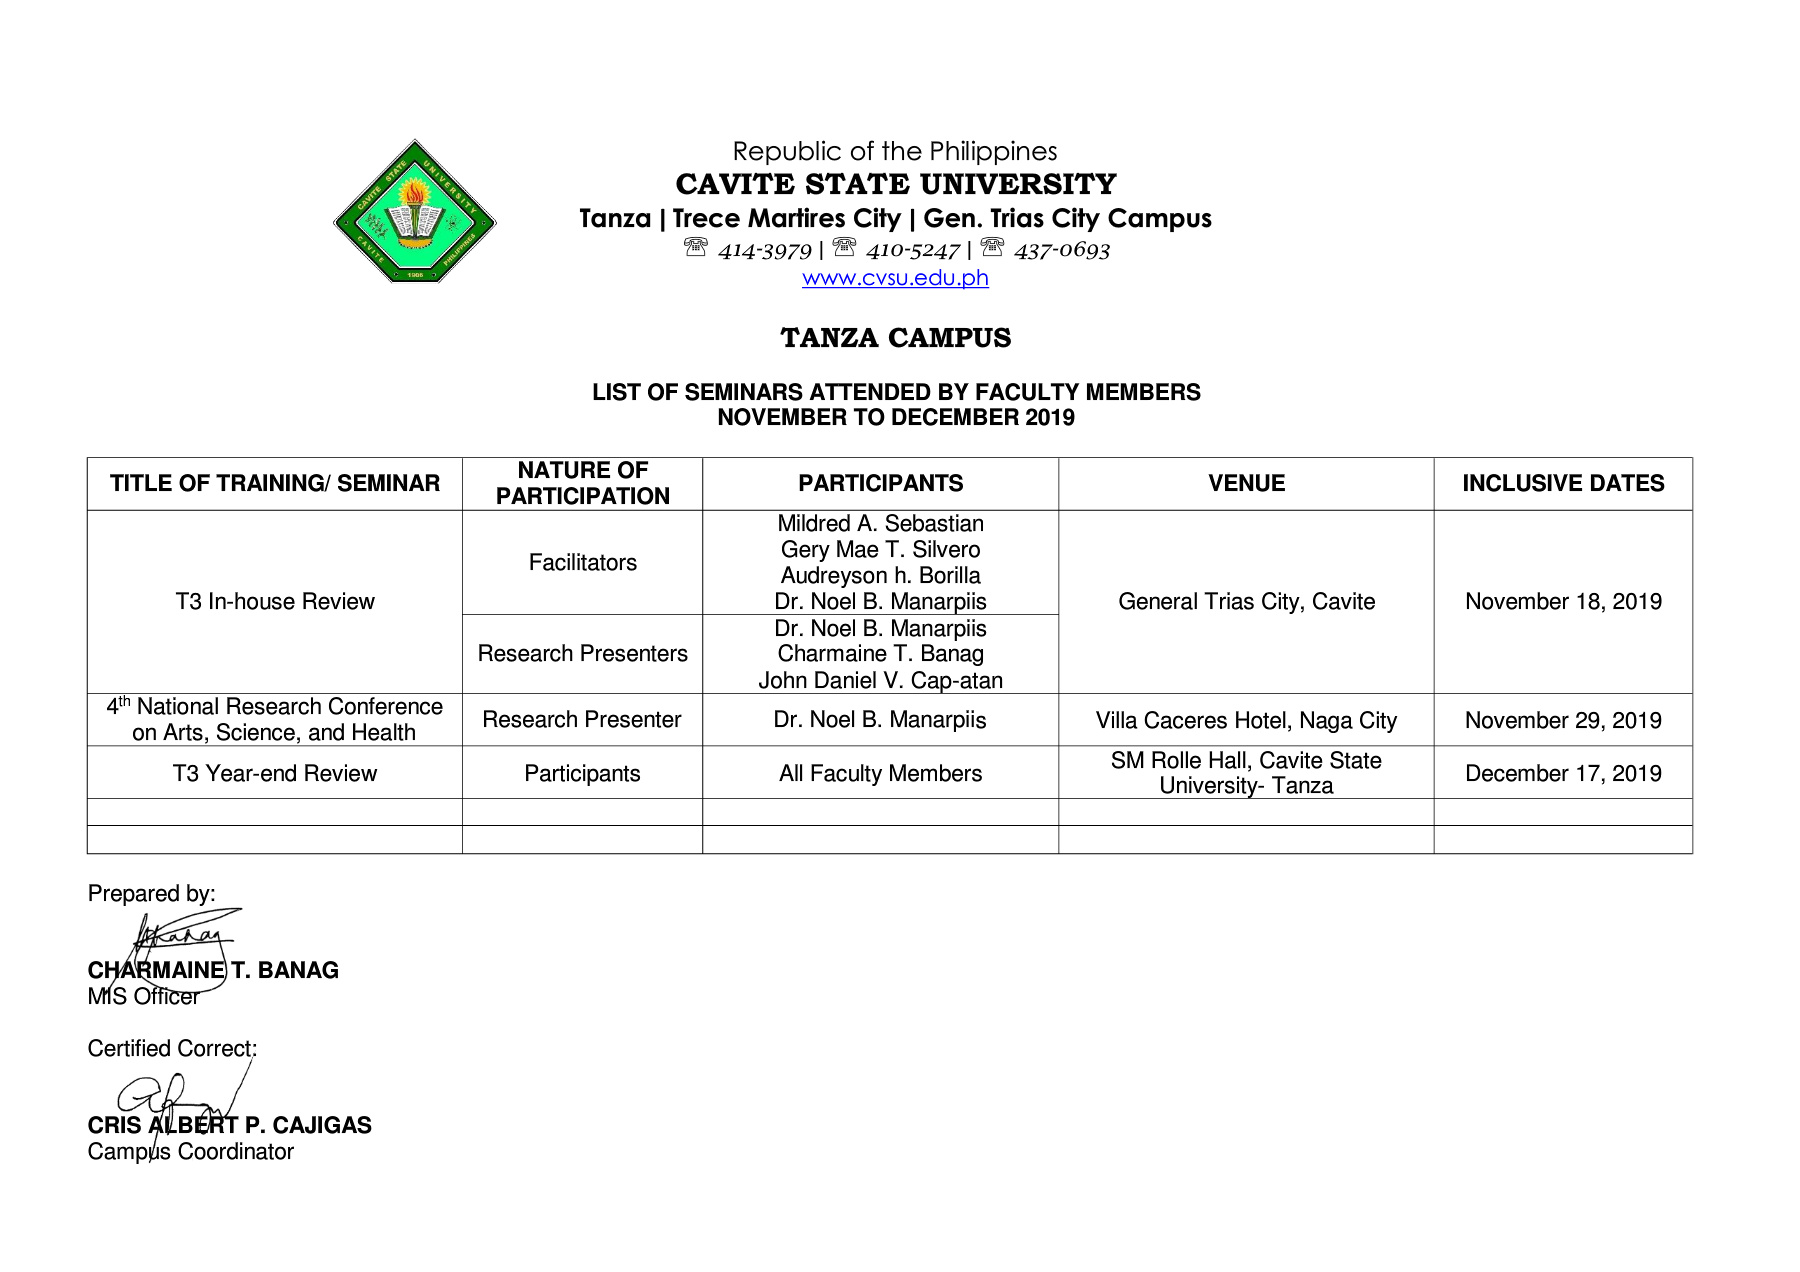 CAVITE STATE UNIVERSITY
CAVITE PHILIPPINES
1906
Republic of the Philippines
CAVITE STATE UNIVERSITY
Tanza | Trece Martires City | Gen. Trias City Campus
☏ 414-3979 | ☏ 410-5247 | ☏ 437-0693
www.cvsu.edu.ph
TANZA CAMPUS
LIST OF SEMINARS ATTENDED BY FACULTY MEMBERS
NOVEMBER TO DECEMBER 2019
TITLE OF TRAINING/ SEMINAR
NATURE OF
PARTICIPATION
PARTICIPANTS
VENUE
INCLUSIVE DATES
T3 In-house Review
Facilitators
Mildred A. Sebastian
Gery Mae T. Silvero
Audreyson h. Borilla
Dr. Noel B. Manarpiis
Research Presenters
Dr. Noel B. Manarpiis
Charmaine T. Banag
John Daniel V. Cap-atan
General Trias City, Cavite
November 18, 2019
4th National Research Conference
on Arts, Science, and Health
Research Presenter
Dr. Noel B. Manarpiis
Villa Caceres Hotel, Naga City
November 29, 2019
T3 Year-end Review
Participants
All Faculty Members
SM Rolle Hall, Cavite State
University- Tanza
December 17, 2019
Prepared by:
CHARMAINE T. BANAG
MIS Officer
Certified Correct:
CRIS ALBERT P. CAJIGAS
Campus Coordinator